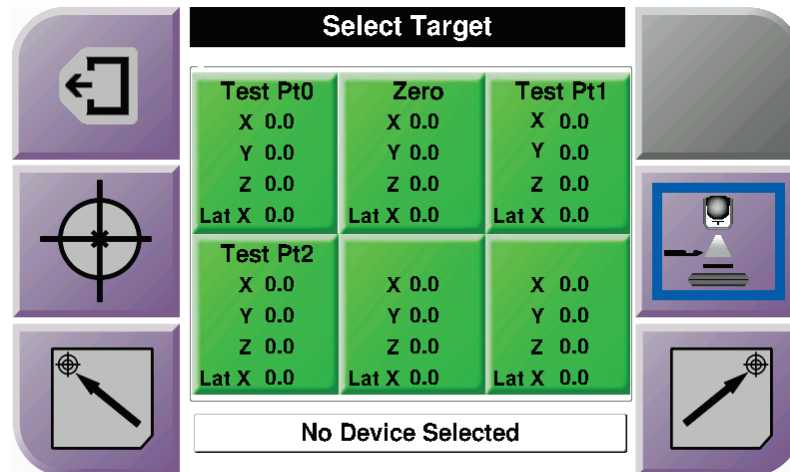 Select Target
Test Pt0 Zero Test Pt1
X 0.0 X 0.0 X 0.0
Y 0.0 Y 0.0 Y 0.0
Z 0.0 Z 0.0 Z 0.0
Lat X 0.0 Lat X 0.0 Lat X 0.0
Test Pt2
X 0.0 X 0.0 X 0.0
Y 0.0 Y 0.0 Y 0.0
Z 0.0 Z 0.0 Z 0.0
Lat X 0.0 Lat X 0.0 Lat X 0.0
No Device Selected